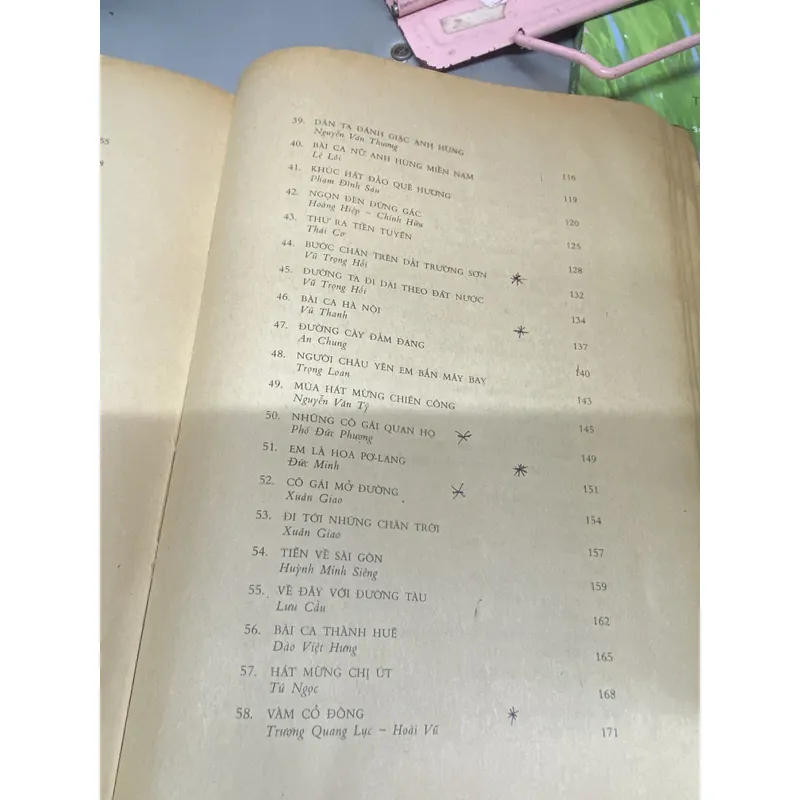 55
9
T
39. DÂN TA ĐÁNH GIẶC ANH HÙNG
Nguyễn Văn Thương
40. BÀI CA NỮ ANH HÙNG MIỀN NAM 116
Lê Lôi
41. KHÚC HÁT ĐẢO QUÊ HƯƠNG 119
Phạm Đình Sáu
42. NGỌN ĐÈN ĐỨNG GÁC 120
Hoàng Hiệp - Chính Hữu
43. THƯ RA TIỀN TUYẾN 125
Thái Cơ
44. BƯỚC CHÂN TRÊN DẢI TRƯỜNG SƠN 128
Vũ Trọng Hối
45. ĐƯỜNG TA ĐI DÀI THEO ĐẤT NƯỚC 132
Vũ Trọng Hối
46. BÀI CA HÀ NỘI 134
Vũ Thanh
47. ĐƯỜNG CÀY ĐẢM ĐANG 137
An Chung
48. NGƯỜI CHÂU YÊN EM BẮN MÁY BAY 140
Trọng Loan
49. MÙA HÁT MỪNG CHIẾN CÔNG 143
Nguyễn Văn Tý
50. NHỮNG CÔ GÁI QUAN HỌ 145
Phó Đức Phương
51. EM LÀ HOA PƠ-LANG 149
Đức Minh
52. CÔ GÁI MỞ ĐƯỜNG 151
Xuân Giao
53. ĐI TỚI NHỮNG CHÂN TRỜI 154
Xuân Giao
54. TIẾN VỀ SÀI GÒN 157
Huỳnh Minh Siêng
55. VỀ ĐÂY VỚI ĐƯỜNG TÀU 159
Lưu Cầu
56. BÀI CA THÀNH HUẾ 162
Dào Việt Hưng
57. HÁT MỪNG CHỊ ÚT 165
Tú Ngọc
58. VÀM CỎ ĐÔNG 168
Trương Quang Lục - Hoài Vũ 171